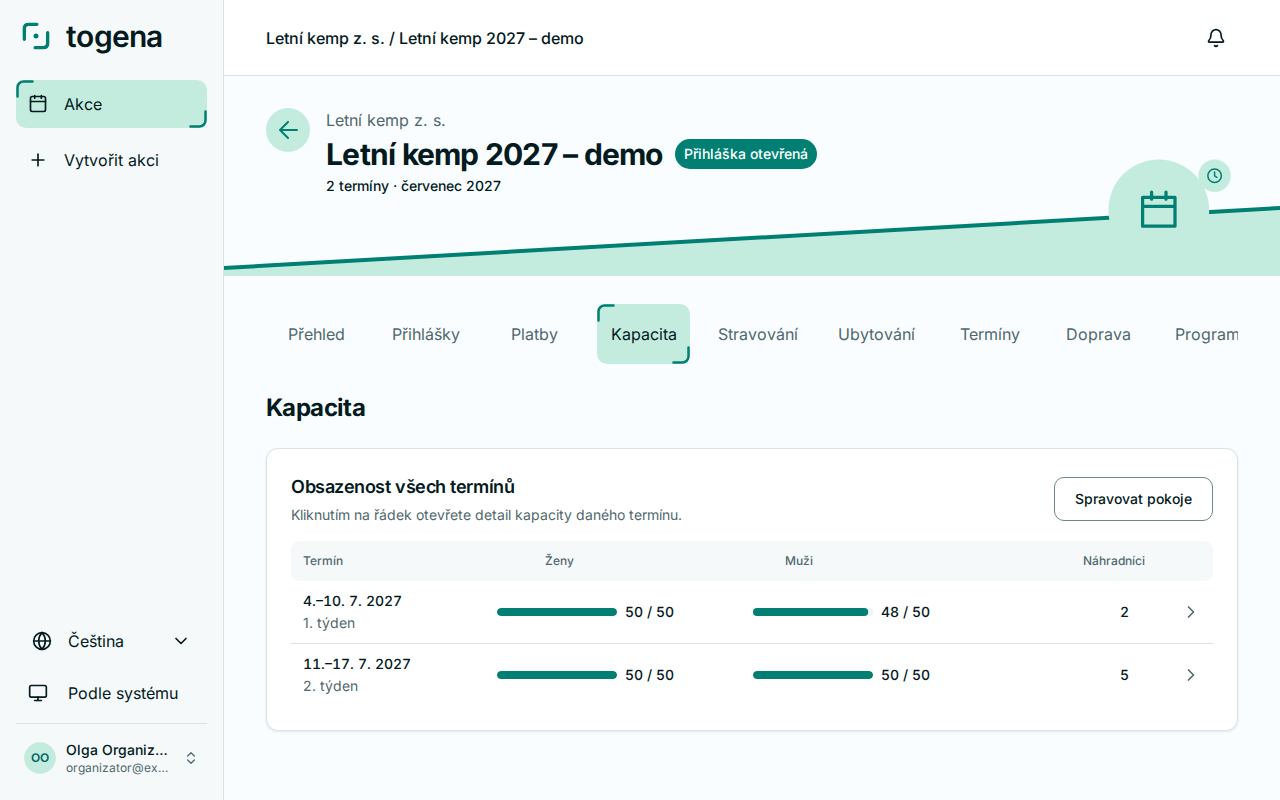 togena
Akce
Vytvořit akci
Čeština
Podle systému
OO
Olga Organiz...
organizator@ex...
Letní kemp z. s. / Letní kemp 2027 – demo
Letní kemp z. s.
Letní kemp 2027 – demo
Přihláška otevřená
2 termíny · červenec 2027
Přehled Přihlášky Platby Kapacita Stravování Ubytování Termíny Doprava Program
Kapacita
Obsazenost všech termínů
Kliknutím na řádek otevřete detail kapacity daného termínu.
Spravovat pokoje
Termín Ženy Muži Náhradníci
4.–10. 7. 2027
1. týden
50 / 50 48 / 50 2
11.–17. 7. 2027
2. týden
50 / 50 50 / 50 5